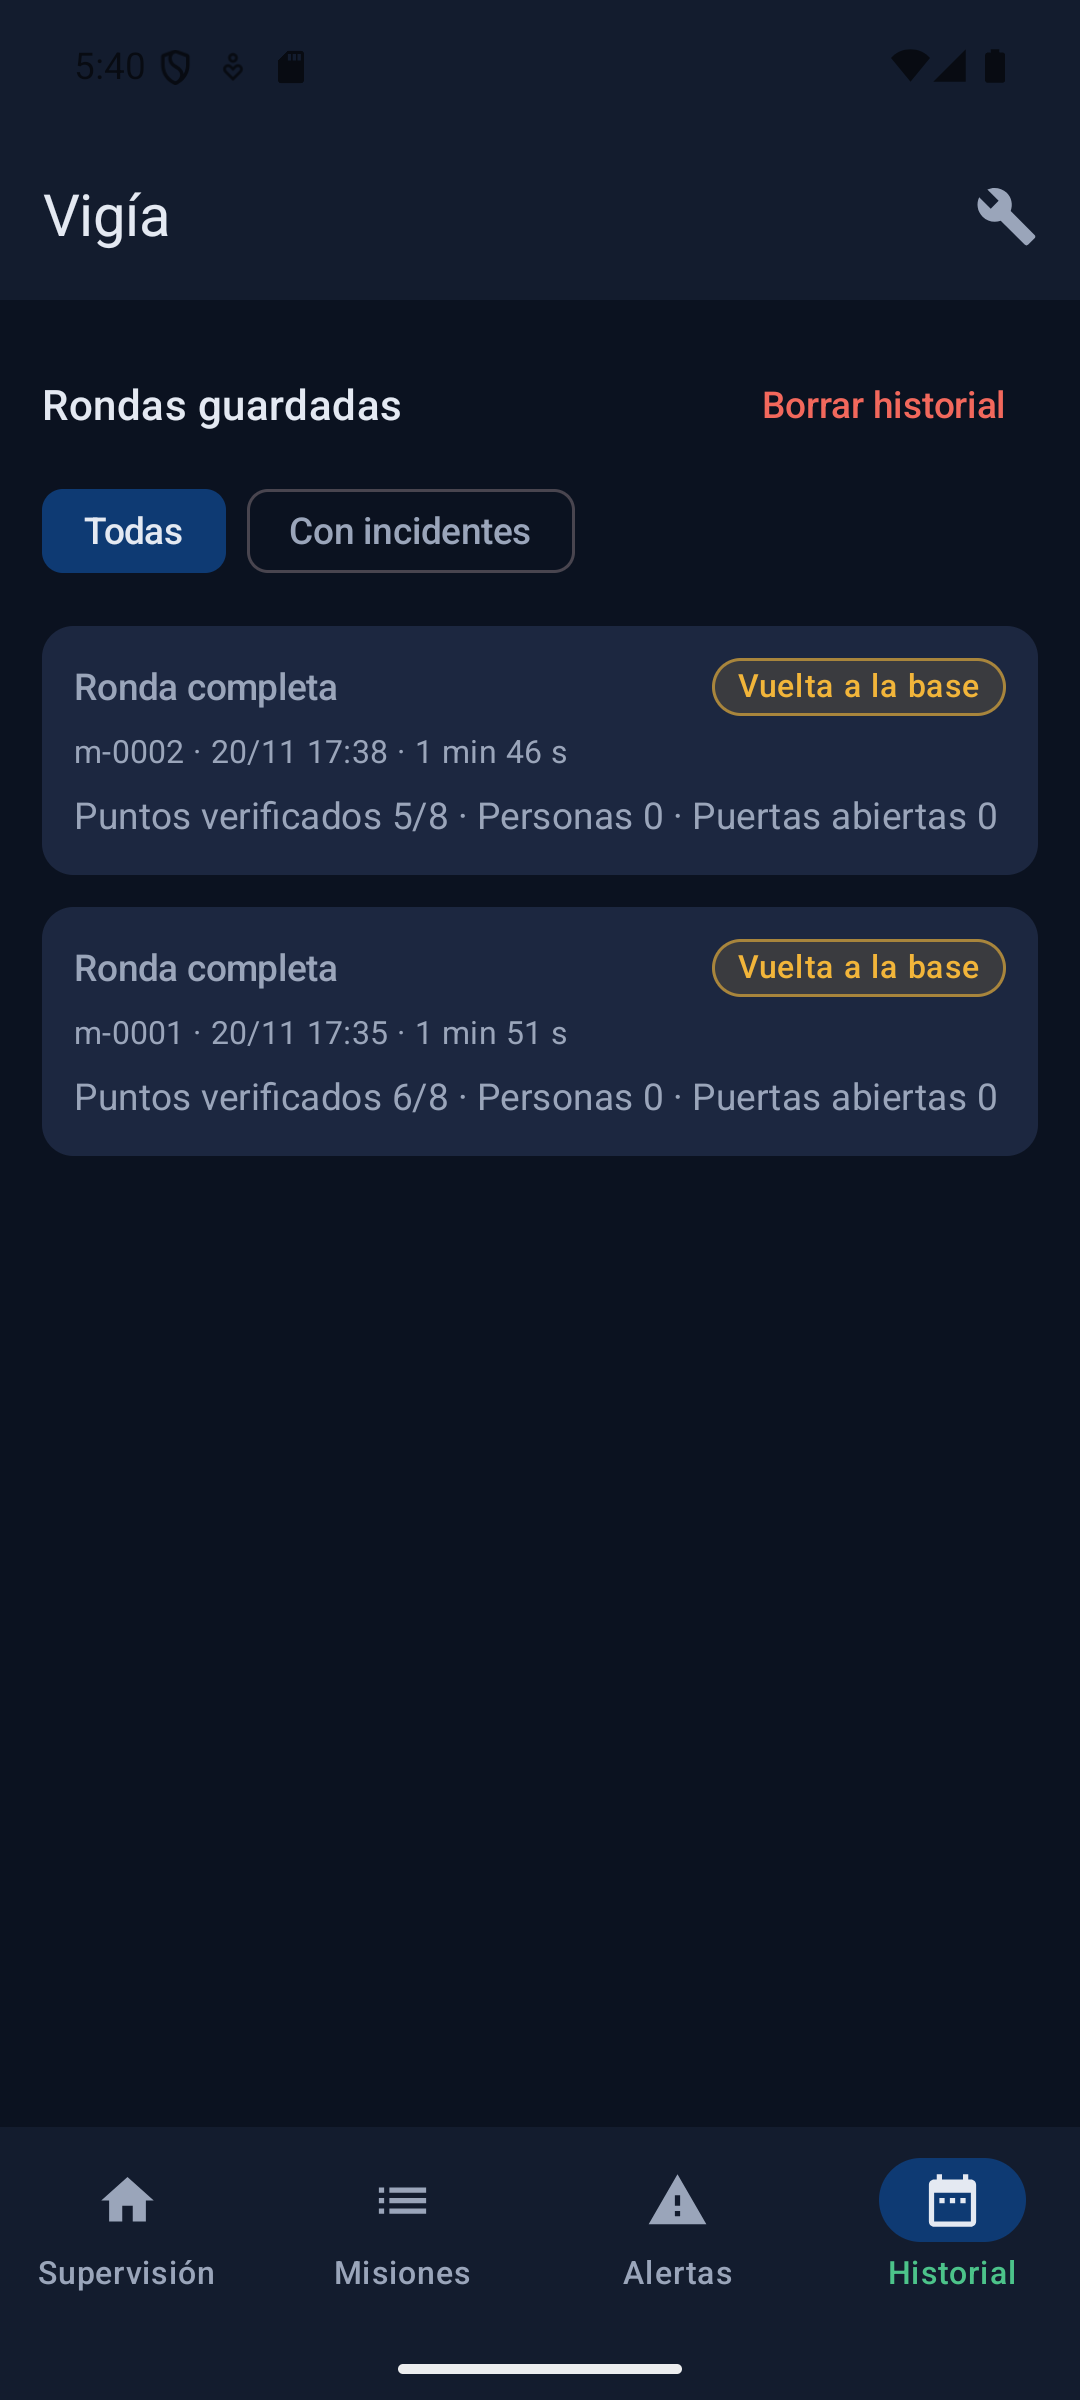 5:40
Vigía
Rondas guardadas
Borrar historial
Todas
Con incidentes
Ronda completa
Vuelta a la base
m-0002 · 20/11 17:38 · 1 min 46 s
Puntos verificados 5/8 · Personas 0 · Puertas abiertas 0
Ronda completa
Vuelta a la base
m-0001 · 20/11 17:35 · 1 min 51 s
Puntos verificados 6/8 · Personas 0 · Puertas abiertas 0
Supervisión
Misiones
Alertas
Historial